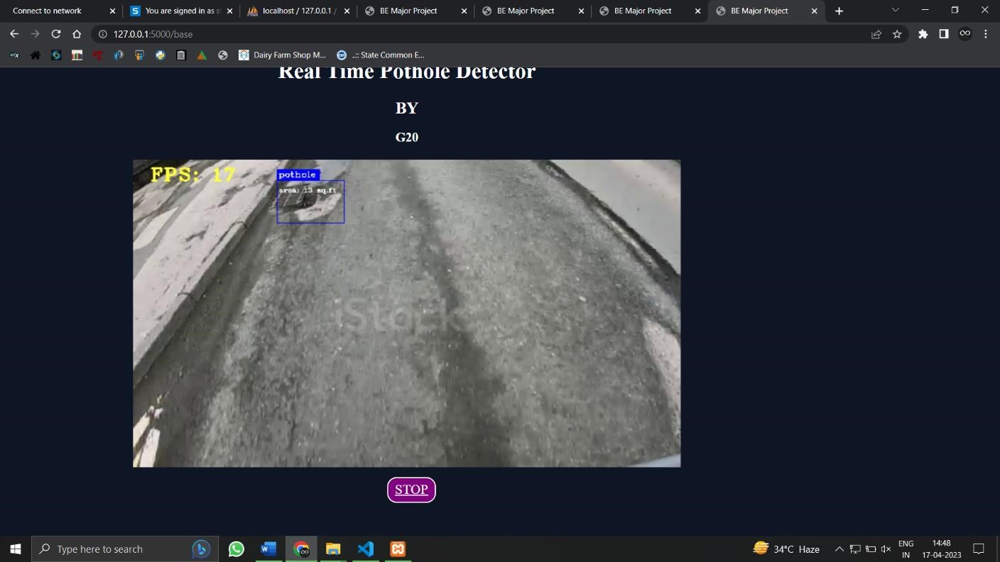 Connect to network
You are signed in as s
localhost / 127.0.0.1 /
BE Major Project
BE Major Project
BE Major Project
BE Major Project
127.0.0.1:5000/base
edX
Dairy Farm Shop M...
..:: State Common E...
Real Time Pothole Detector
BY
G20
FPS: 17
pothole
area: 13 sq.ft
iStock
STOP
Type here to search
34°C Haze
ENG
IN
14:48
17-04-2023